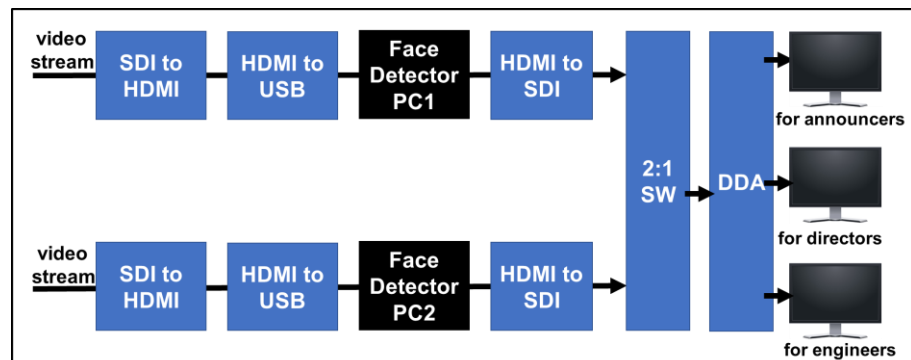 video
stream
SDI to
HDMI
HDMI to
USB
Face
Detector
PC1
HDMI to
SDI
2:1
SW
DDA
for announcers
for directors
for engineers
video
stream
SDI to
HDMI
HDMI to
USB
Face
Detector
PC2
HDMI to
SDI